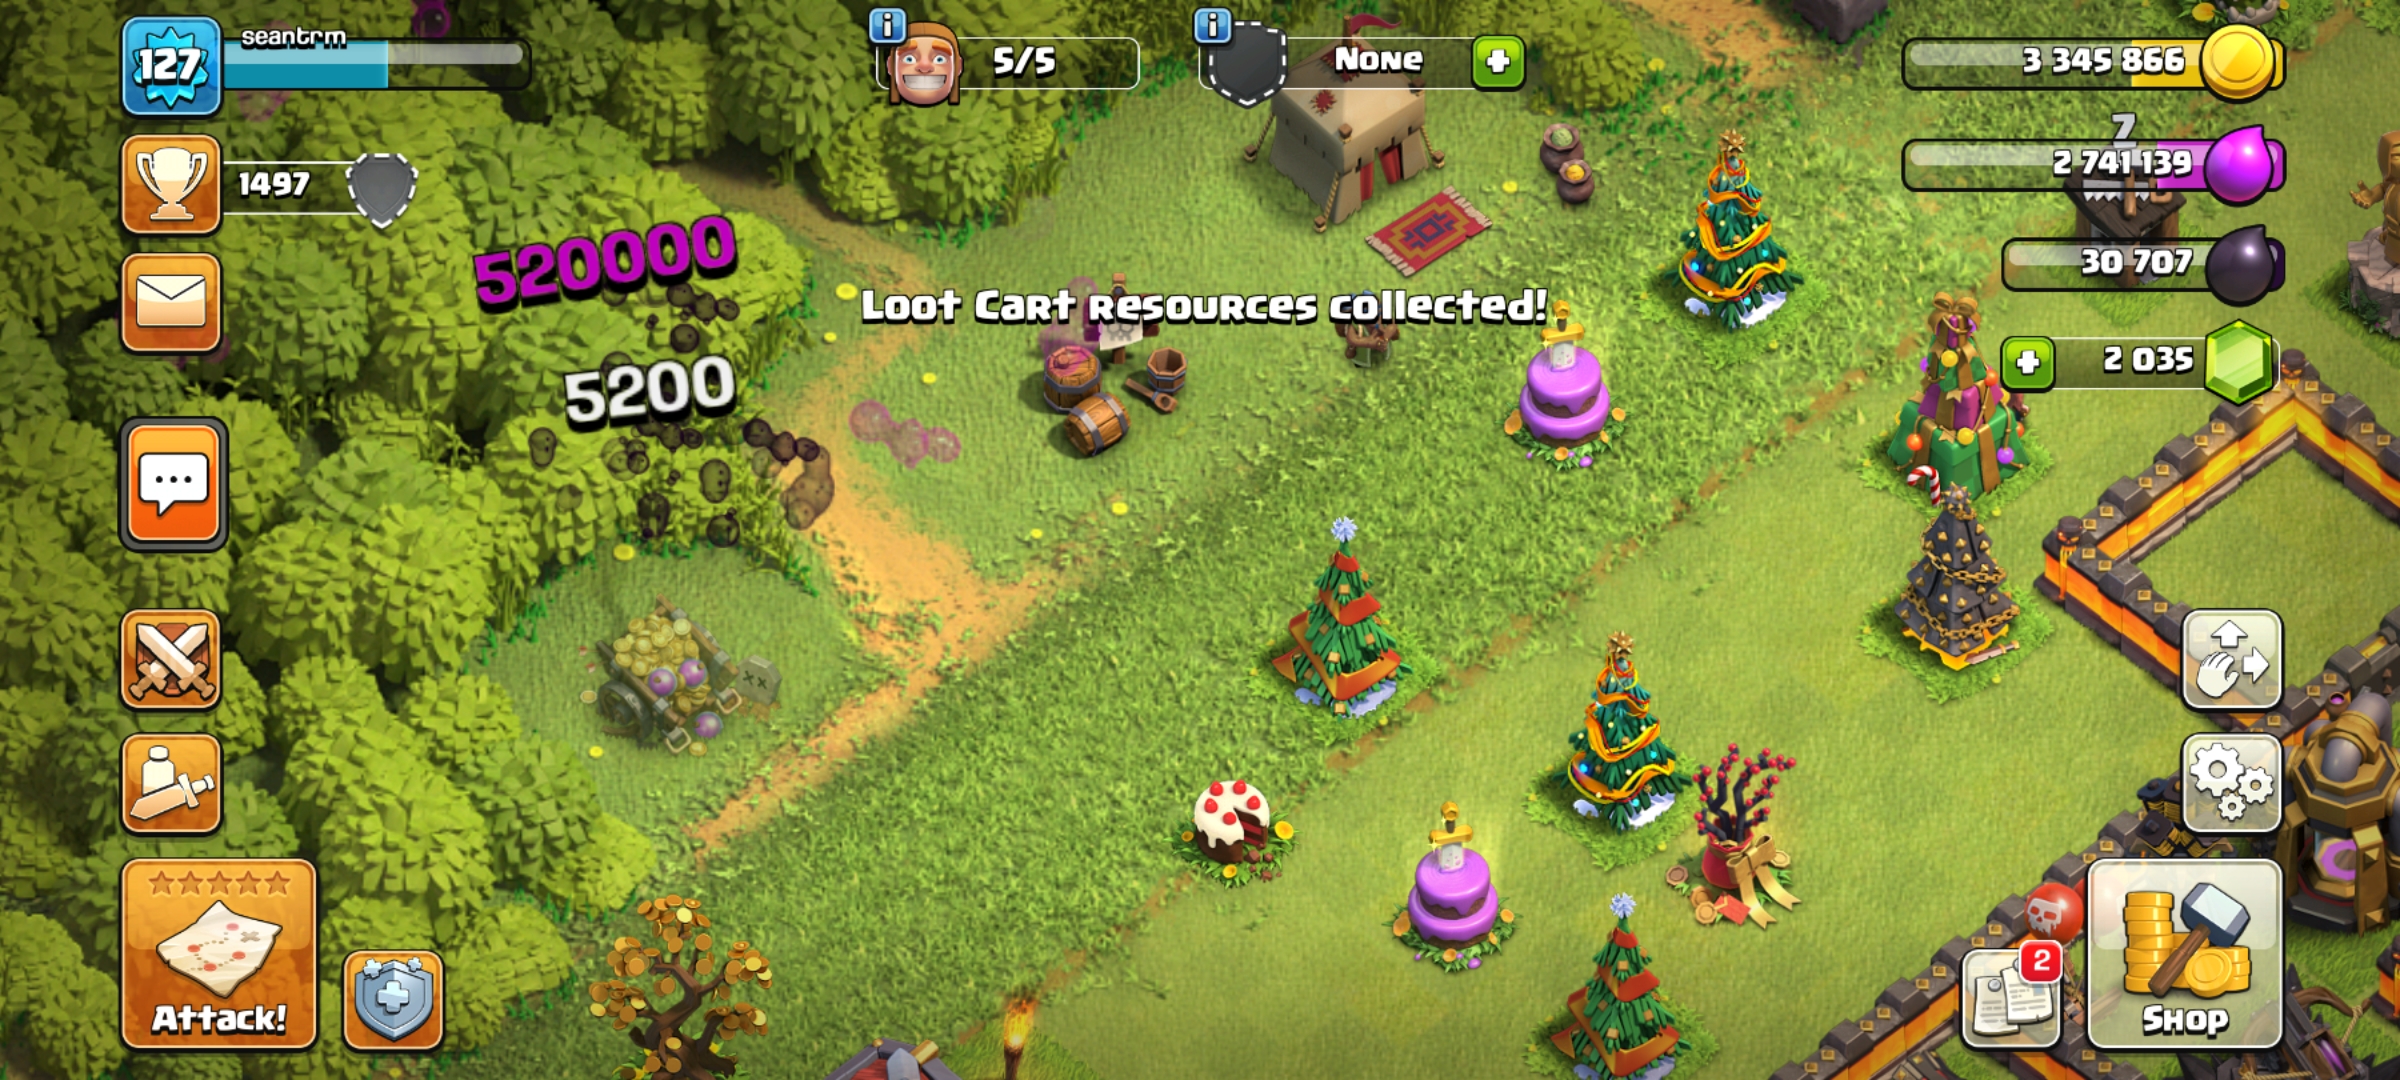 127
seantrm
5/5
None
3 345 866
1497
2 741 139
30 707
2 035
520000
Loot Cart resources collected!
5200
Attack!
2
Shop